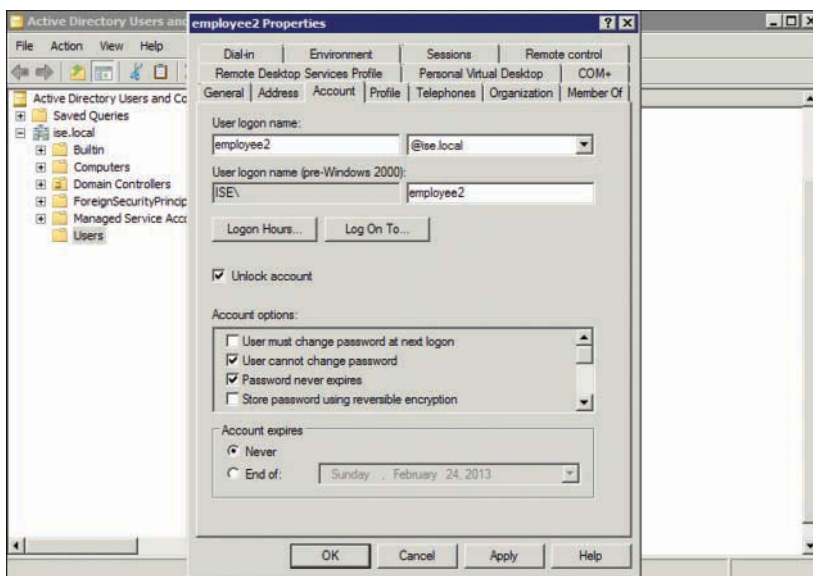 Active Directory Users and
employee2 Properties
File Action View Help
Active Directory Users and Co
Saved Queries
ise.local
Builtin
Computers
Domain Controllers
ForeignSecurityPrincip
Managed Service Acco
Users
Dial-in Environment Sessions Remote control
Remote Desktop Services Profile Personal Virtual Desktop COM+
General Address Account Profile Telephones Organization Member Of
User logon name:
employee2 @ise.local
User logon name (pre-Windows 2000):
ISE\ employee2
Logon Hours... Log On To...
Unlock account
Account options:
User must change password at next logon
User cannot change password
Password never expires
Store password using reversible encryption
Account expires
Never
End of: Sunday , February 24, 2013
OK Cancel Apply Help